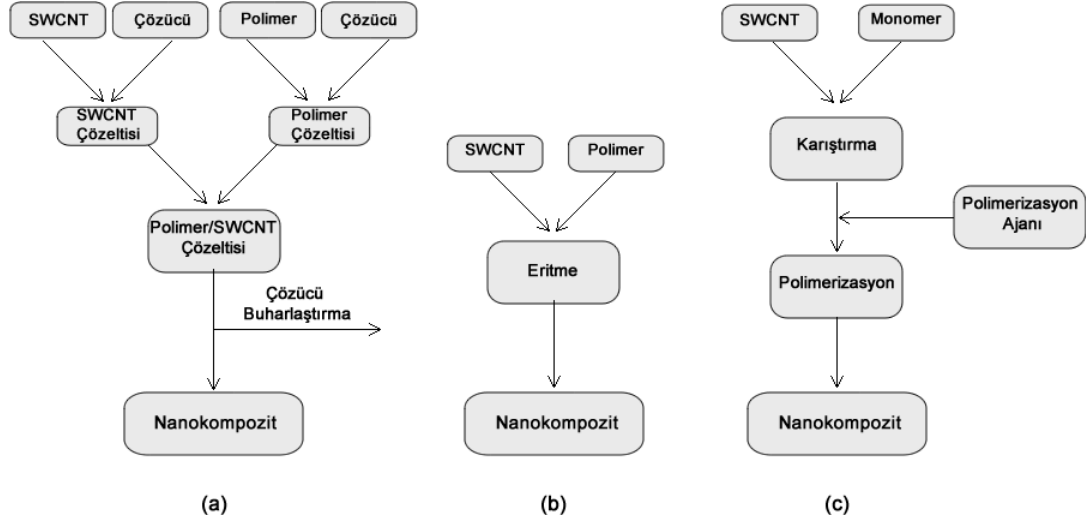 SWCNT
Çözücü
Polimer
Çözücü
SWCNT
Çözeltisi
Polimer
Çözeltisi
Polimer/SWCNT
Çözeltisi
Çözücü
Buharlaştırma
Nanokompozit
(a)
SWCNT
Polimer
Eritme
Nanokompozit
(b)
SWCNT
Monomer
Karıştırma
Polimerizasyon
Ajanı
Polimerizasyon
Nanokompozit
(c)